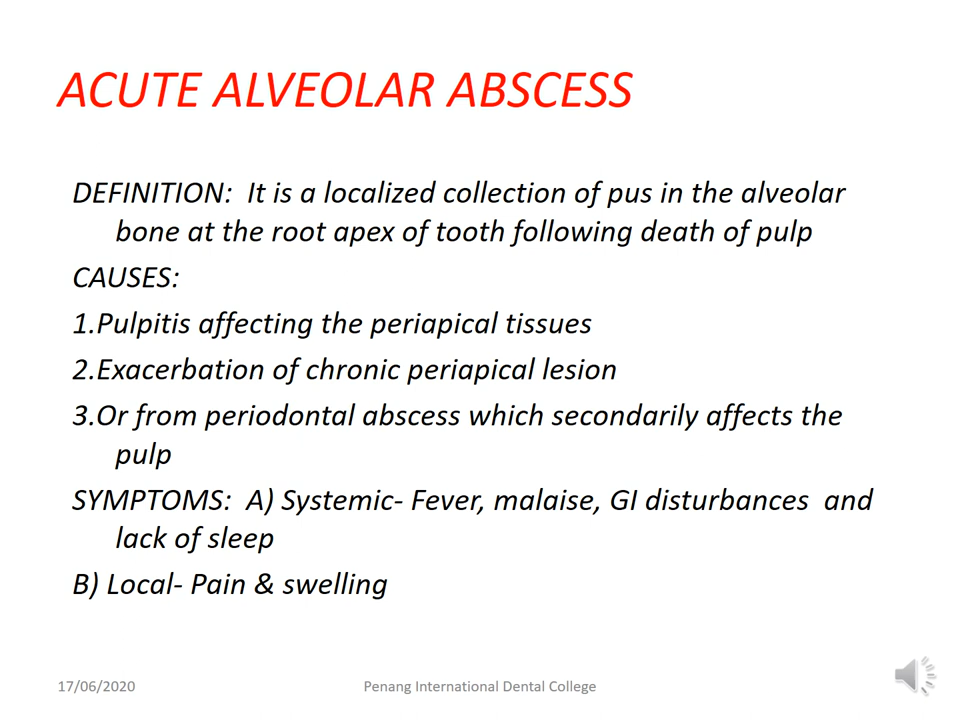 ACUTE ALVEOLAR ABSCESS
DEFINITION: It is a localized collection of pus in the alveolar
bone at the root apex of tooth following death of pulp
CAUSES:
1.Pulpitis affecting the periapical tissues
2.Exacerbation of chronic periapical lesion
3.Or from periodontal abscess which secondarily affects the
pulp
SYMPTOMS: A) Systemic- Fever, malaise, GI disturbances and
lack of sleep
B) Local- Pain & swelling
17/06/2020
Penang International Dental College